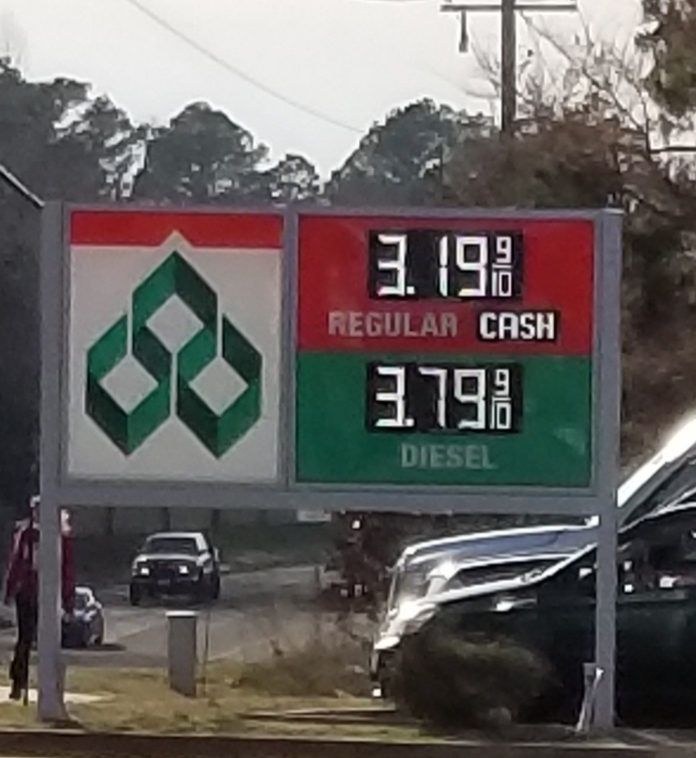 3.19 9/10
REGULAR CASH
3.79 9/10
DIESEL